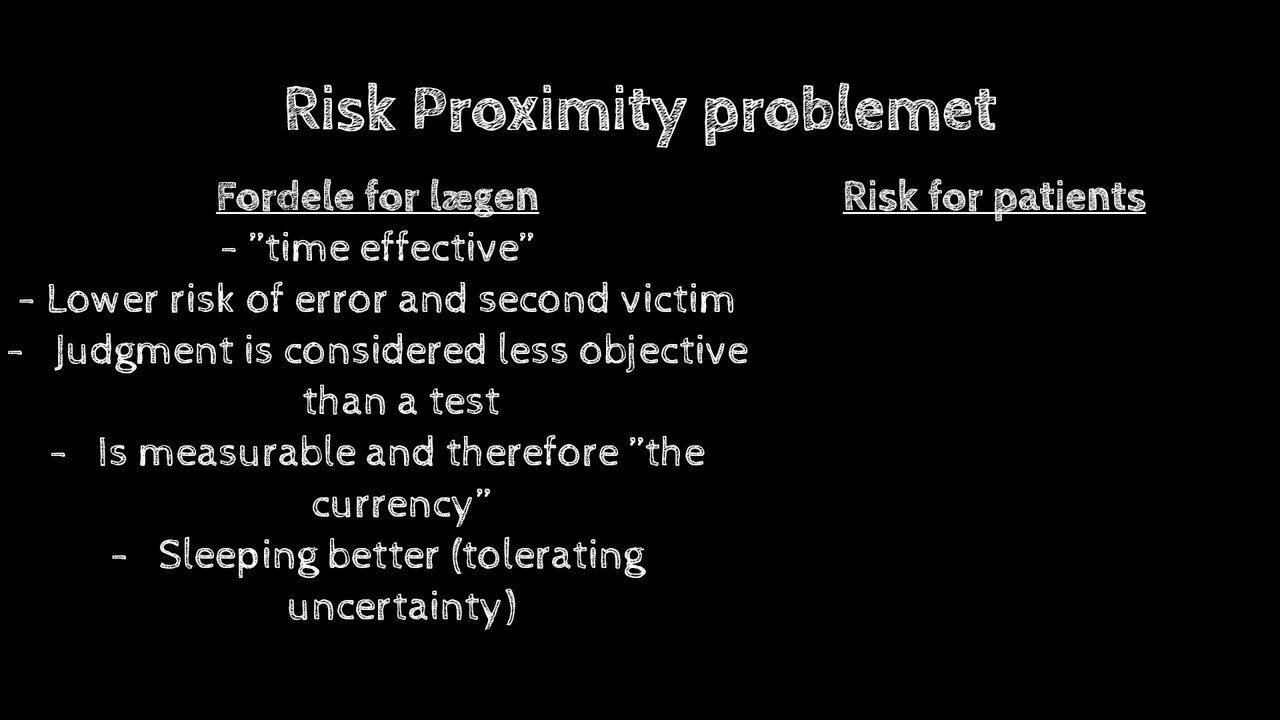 Risk Proximity problemet
Fordele for lægen
- ”time effective”
- Lower risk of error and second victim
- Judgment is considered less objective
than a test
- Is measurable and therefore ”the
currency”
- Sleeping better (tolerating
uncertainty)
Risk for patients